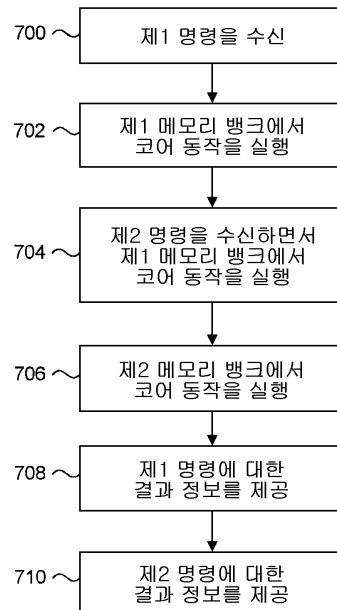 700
제1 명령을 수신
702
제1 메모리 뱅크에서
코어 동작을 실행
704
제2 명령을 수신하면서
제1 메모리 뱅크에서
코어 동작을 실행
706
제2 메모리 뱅크에서
코어 동작을 실행
708
제1 명령에 대한
결과 정보를 제공
710
제2 명령에 대한
결과 정보를 제공